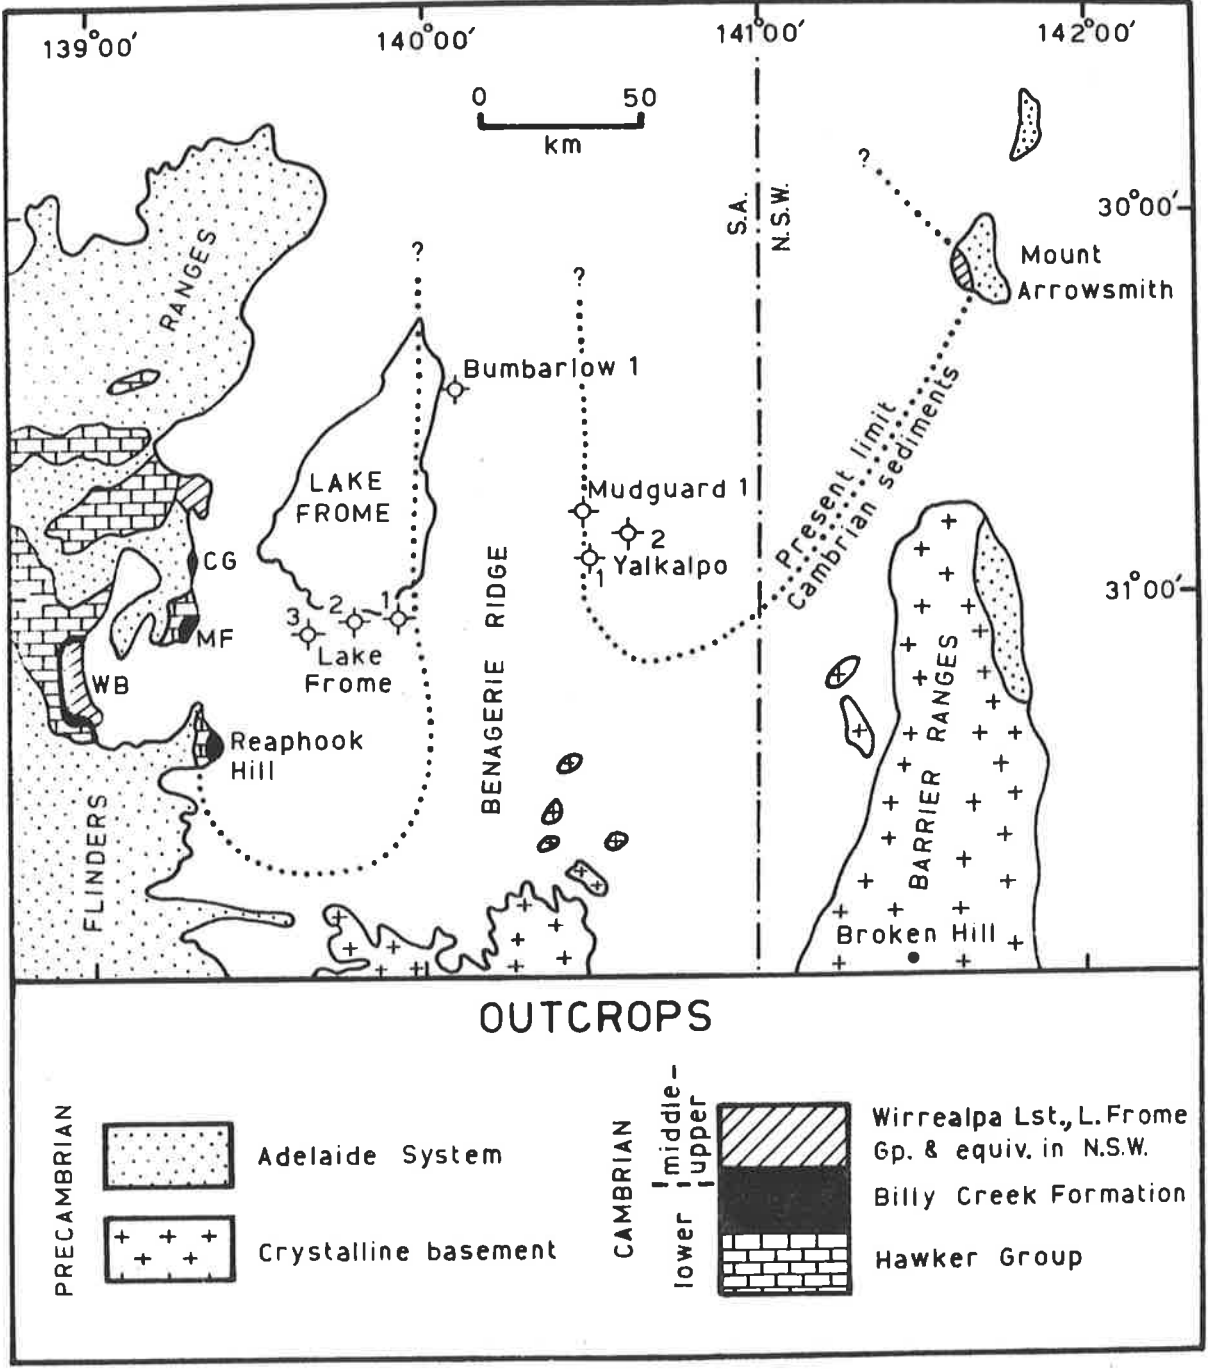 139°00′
140°00′
141°00′
142°00′
0 50
km
?
S.A.
N.S.W.
30°00′
RANGES
?
?
Mount
Arrowsmith
Bumbarlow 1
Present limit
Cambrian sediments
LAKE
FROME
Mudguard 1
2
1 Yalkalpo
CG
31°00′
3 2 1
MF
Lake
Frome
WB
BENAGERIE RIDGE
Reaphook
Hill
BARRIER RANGES
FLINDERS
Broken Hill
OUTCROPS
PRECAMBRIAN
Adelaide System
Crystalline basement
CAMBRIAN
middle-
upper
lower
Wirrealpa Lst., L. Frome
Gp. & equiv. in N.S.W.
Billy Creek Formation
Hawker Group